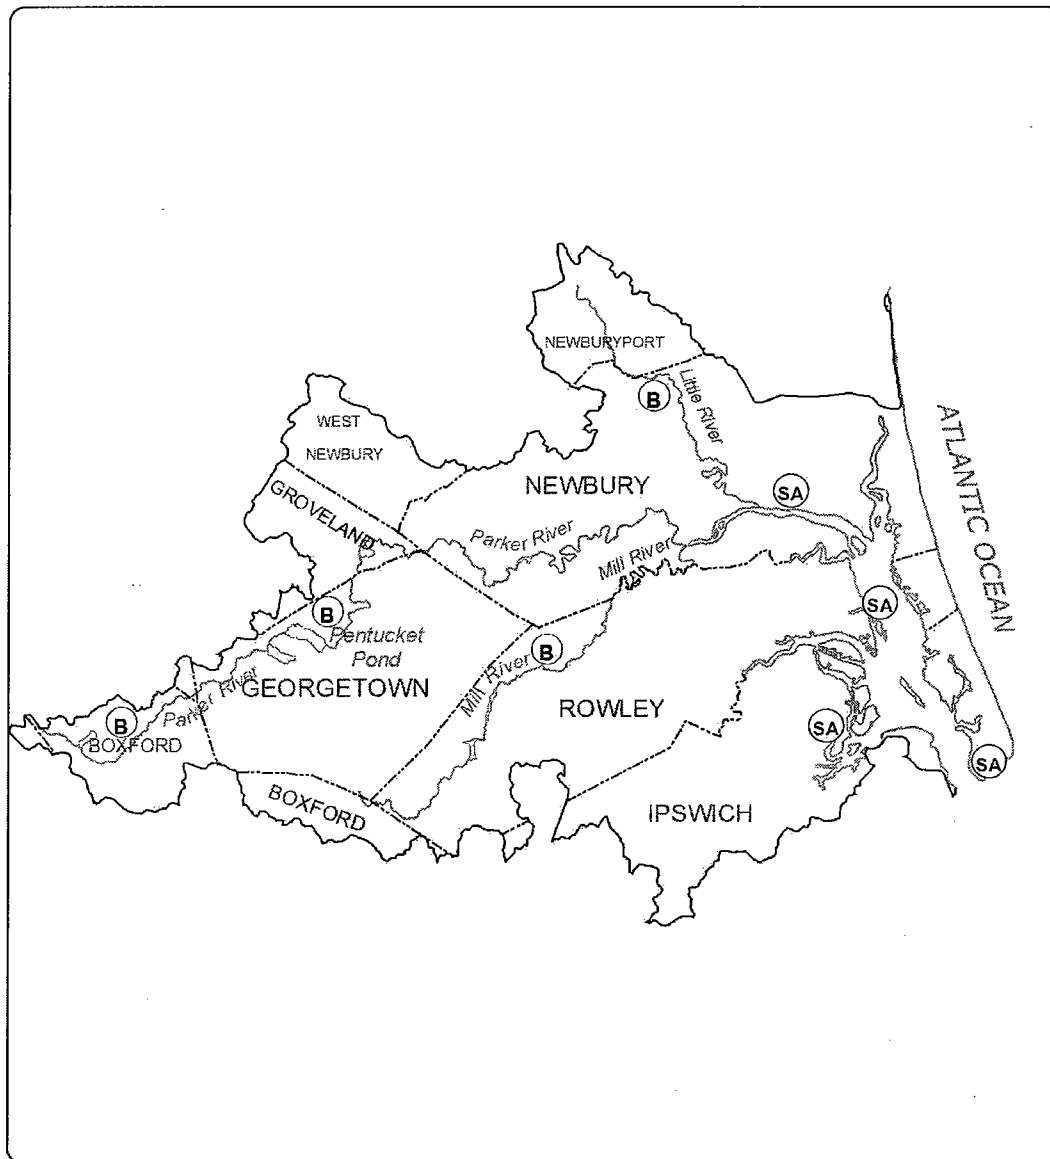 NEWBURYPORT
B
Little River
WEST
NEWBURY
ATLANTIC OCEAN
NEWBURY
SA
GROVELAND
Parker River
Mill River
SA
B
Pentucket
Pond
B
Mill River
Parker River
GEORGETOWN
ROWLEY
B
BOXFORD
SA
SA
BOXFORD
IPSWICH